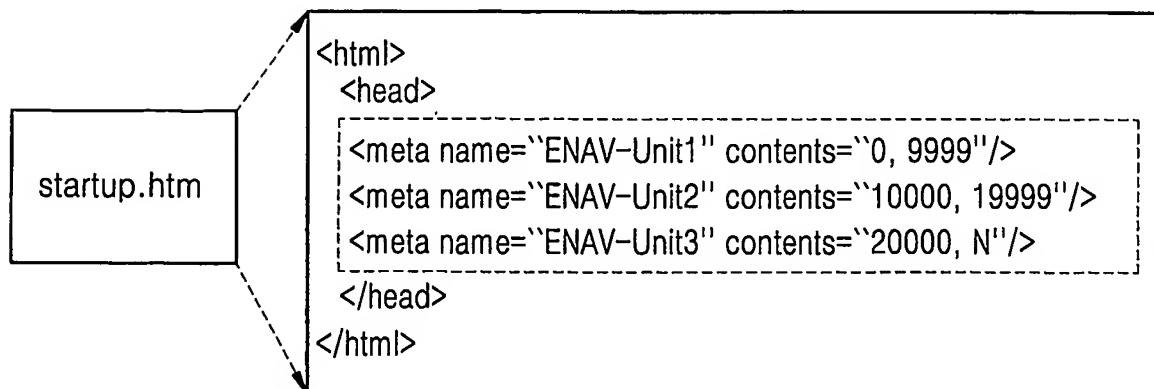 startup.htm
<html>
<head>
<meta name=``ENAV-Unit1" contents=``0, 9999"/>
<meta name=``ENAV-Unit2" contents=``10000, 19999"/>
<meta name=``ENAV-Unit3" contents=``20000, N"/>
</head>
</html>